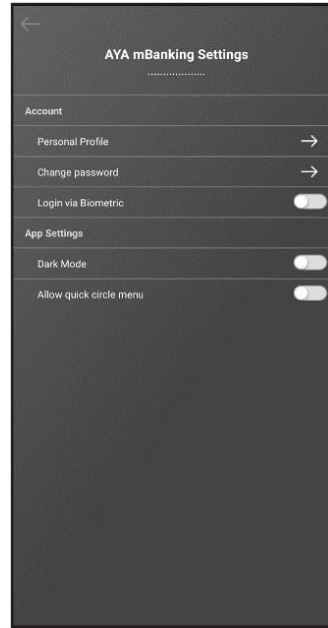 AYA mBanking Settings
Account
Personal Profile
Change password
Login via Biometric
App Settings
Dark Mode
Allow quick circle menu